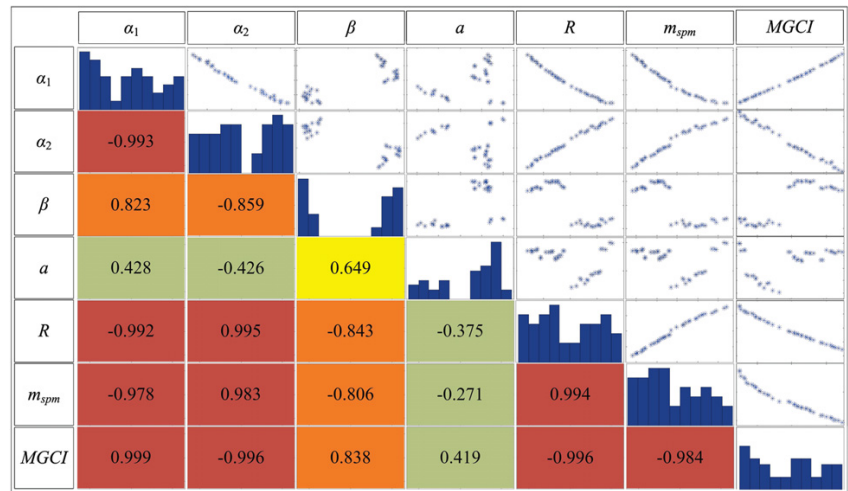 α1 α2 β a R mspm MGCI
α1
α2 -0.993
β 0.823 -0.859
a 0.428 -0.426 0.649
R -0.992 0.995 -0.843 -0.375
mspm -0.978 0.983 -0.806 -0.271 0.994
MGCI 0.999 -0.996 0.838 0.419 -0.996 -0.984